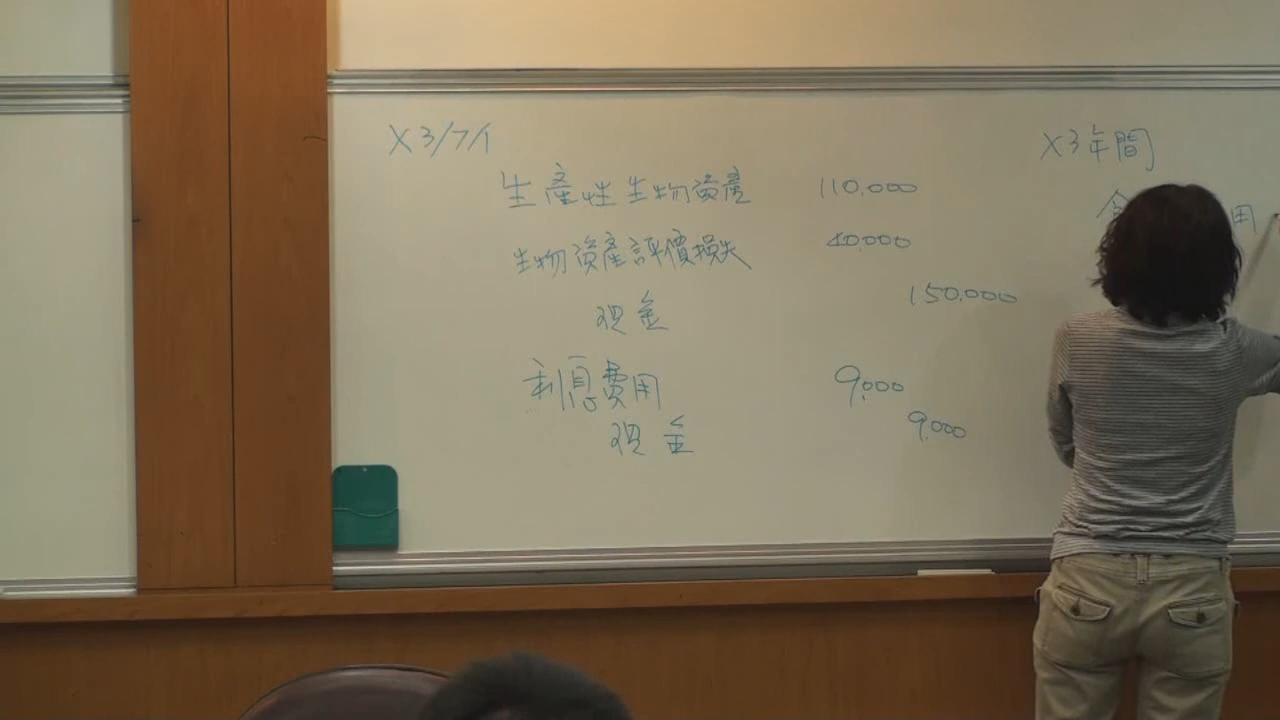 X3/7/1
生產性生物資產 110,000
生物資產評價損失 40,000
現金 150,000
利息費用 9,000
現金 9,000
X3年間
用